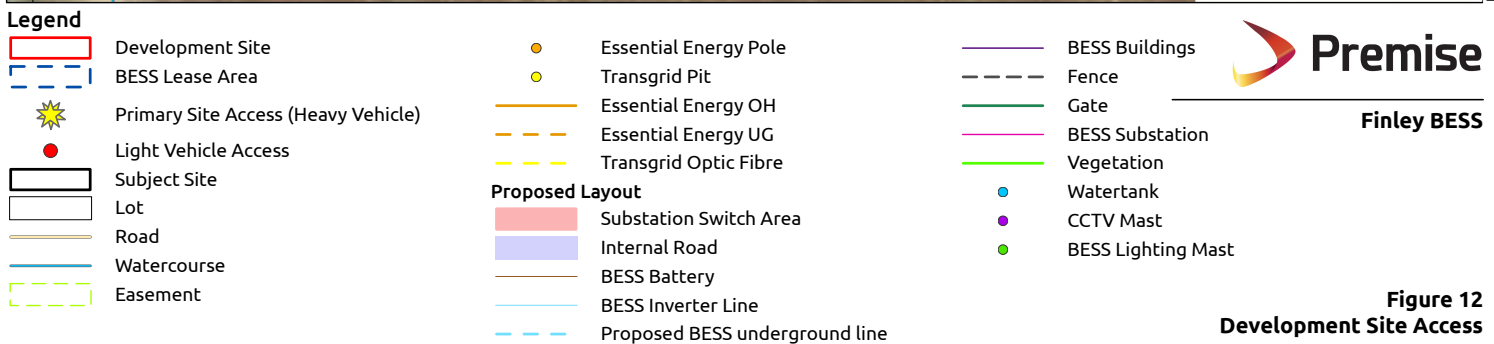 Legend
Development Site
BESS Lease Area
Primary Site Access (Heavy Vehicle)
Light Vehicle Access
Subject Site
Lot
Road
Watercourse
Easement
Essential Energy Pole
Transgrid Pit
Essential Energy OH
Essential Energy UG
Transgrid Optic Fibre
Proposed Layout
Substation Switch Area
Internal Road
BESS Battery
BESS Inverter Line
Proposed BESS underground line
BESS Buildings
Fence
Gate
BESS Substation
Vegetation
Watertank
CCTV Mast
BESS Lighting Mast
Premise
Finley BESS
Figure 12
Development Site Access